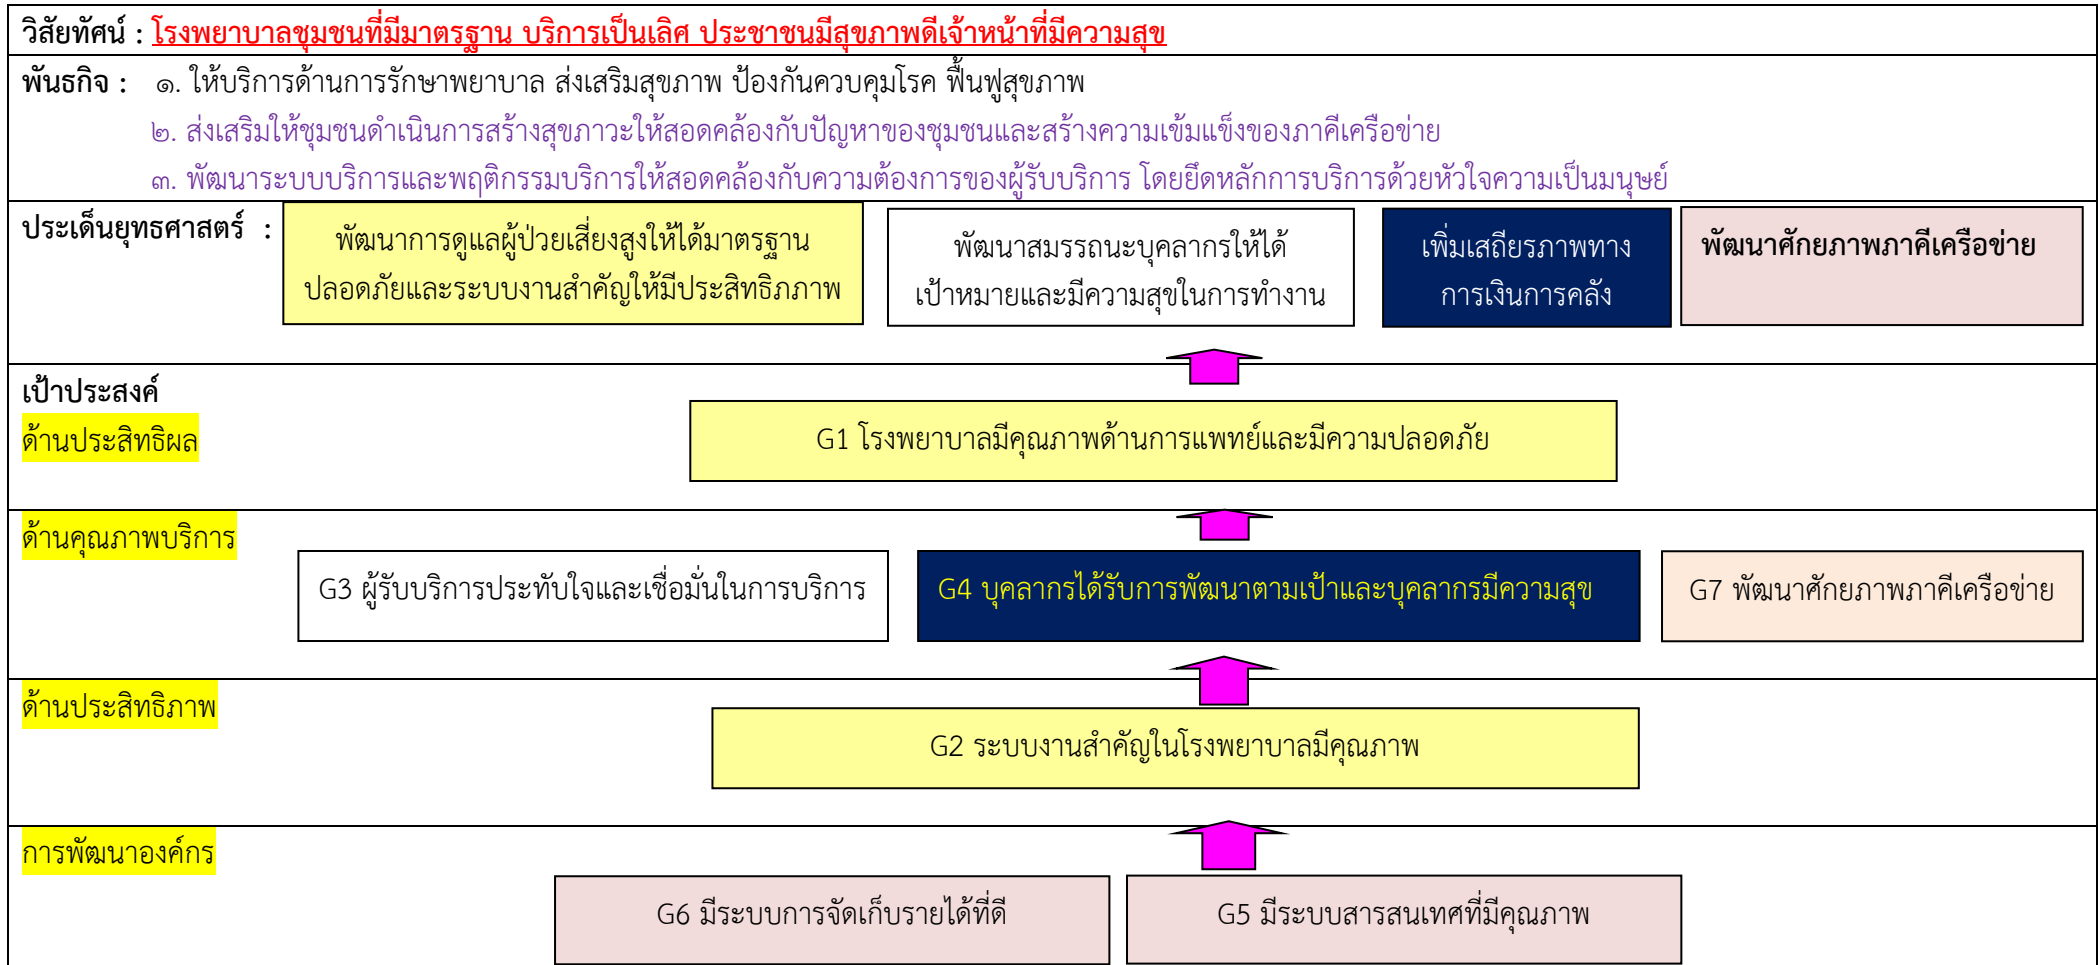 วิสัยทัศน์ : โรงพยาบาลชุมชนที่มีมาตรฐาน บริการเป็นเลิศ ประชาชนมีสุขภาพดีเจ้าหน้าที่มีความสุข
พันธกิจ : ๑. ให้บริการด้านการรักษาพยาบาล ส่งเสริมสุขภาพ ป้องกันควบคุมโรค ฟื้นฟูสุขภาพ
๒. ส่งเสริมให้ชุมชนดำเนินการสร้างสุขภาวะให้สอดคล้องกับปัญหาของชุมชนและสร้างความเข้มแข็งของภาคีเครือข่าย
๓. พัฒนาระบบบริการและพฤติกรรมบริการให้สอดคล้องกับความต้องการของผู้รับบริการ โดยยึดหลักการบริการด้วยหัวใจความเป็นมนุษย์
ประเด็นยุทธศาสตร์ :
พัฒนาการดูแลผู้ป่วยเสี่ยงสูงให้ได้มาตรฐาน
ปลอดภัยและระบบงานสำคัญให้มีประสิทธิภภาพ
พัฒนาสมรรถนะบุคลากรให้ได้
เป้าหมายและมีความสุขในการทำงาน
เพิ่มเสถียรภาพทาง
การเงินการคลัง
พัฒนาศักยภาพภาคีเครือข่าย
เป้าประสงค์
ด้านประสิทธิผล
G1 โรงพยาบาลมีคุณภาพด้านการแพทย์และมีความปลอดภัย
ด้านคุณภาพบริการ
G3 ผู้รับบริการประทับใจและเชื่อมั่นในการบริการ
G4 บุคลากรได้รับการพัฒนาตามเป้าและบุคลากรมีความสุข
G7 พัฒนาศักยภาพภาคีเครือข่าย
ด้านประสิทธิภาพ
G2 ระบบงานสำคัญในโรงพยาบาลมีคุณภาพ
การพัฒนาองค์กร
G6 มีระบบการจัดเก็บรายได้ที่ดี
G5 มีระบบสารสนเทศที่มีคุณภาพ